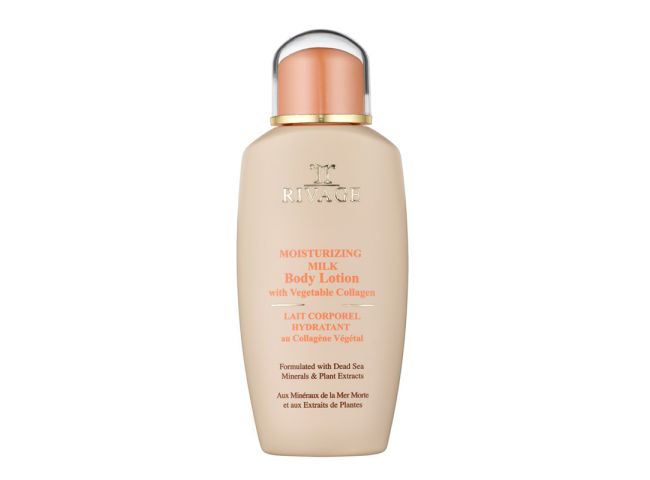 RIVAGE
MOISTURIZING
MILK
Body Lotion
with Vegetable Collagen
LAIT CORPOREL
HYDRATANT
au Collagène Végétal
Formulated with Dead Sea
Minerals & Plant Extracts
Aux Minéraux de la Mer Morte
et aux Extraits de Plantes